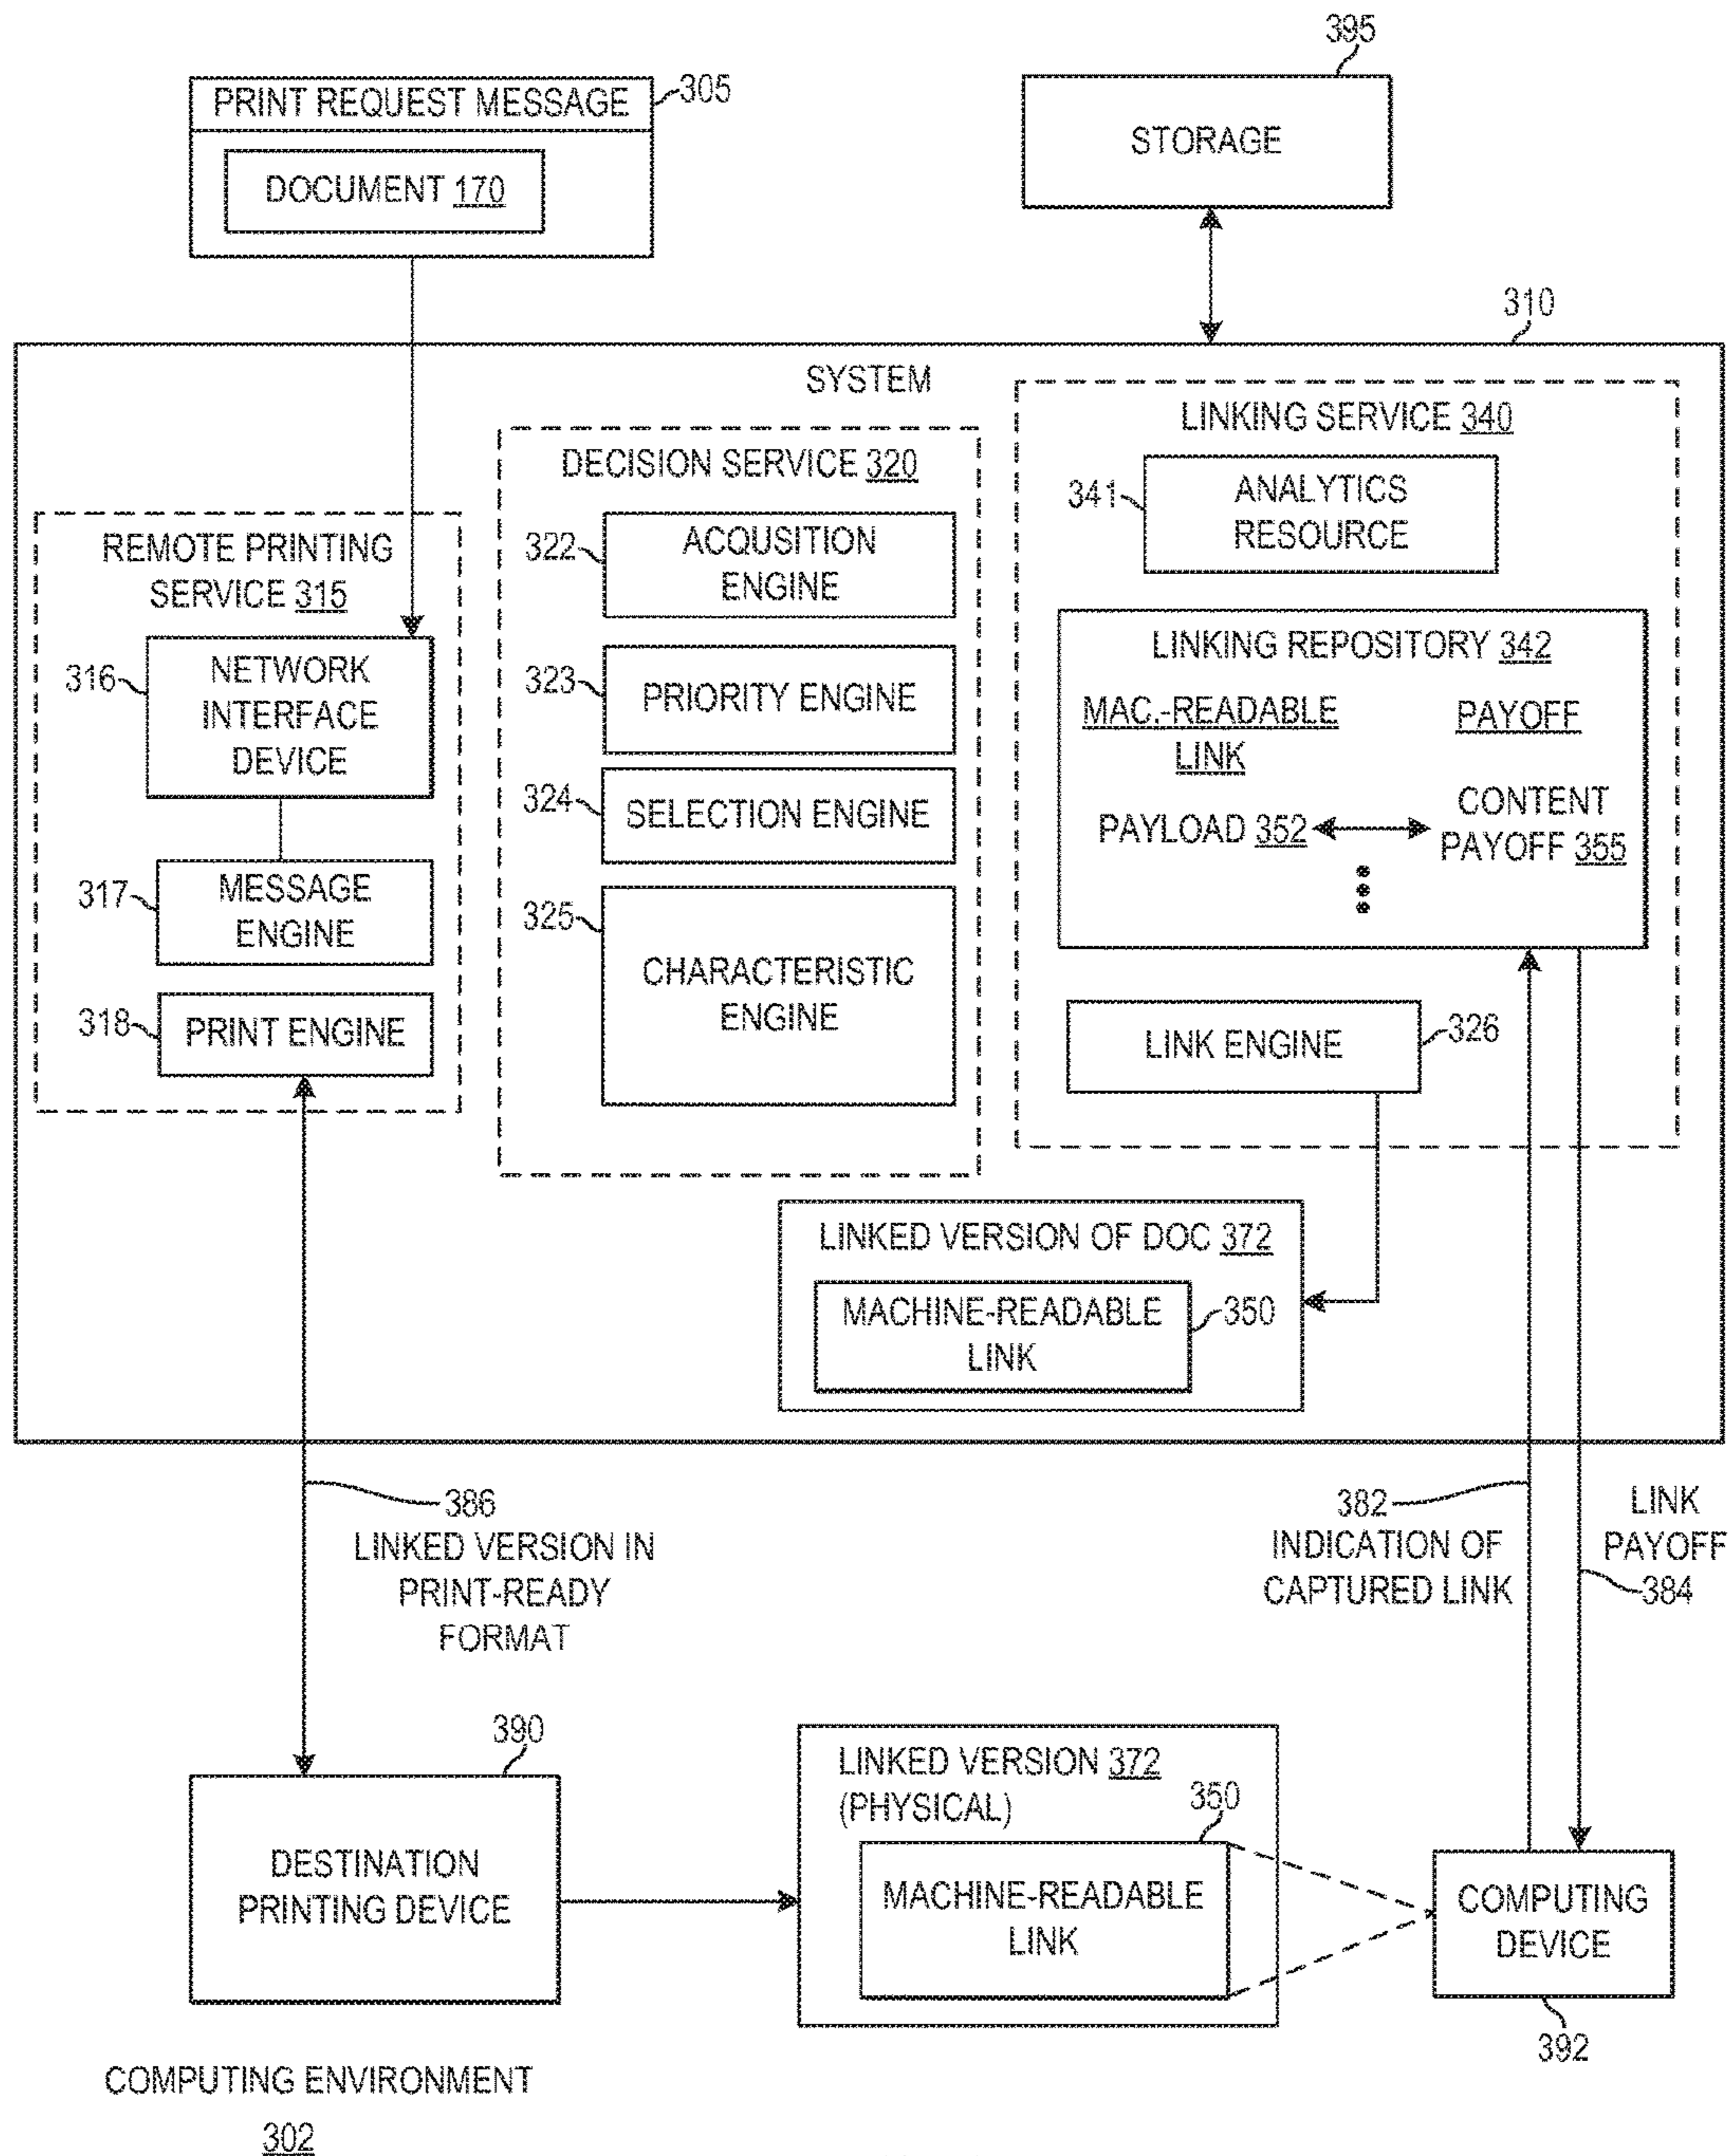 395
PRINT REQUEST MESSAGE
305
DOCUMENT 170
STORAGE
310
SYSTEM
REMOTE PRINTING
SERVICE 315
316
NETWORK
INTERFACE
DEVICE
317
MESSAGE
ENGINE
318
PRINT ENGINE
DECISION SERVICE 320
322
ACQUSITION
ENGINE
323
PRIORITY ENGINE
324
SELECTION ENGINE
325
CHARACTERISTIC
ENGINE
LINKING SERVICE 340
341
ANALYTICS
RESOURCE
LINKING REPOSITORY 342
MAC.-READABLE
LINK
PAYOFF
PAYLOAD 352
CONTENT
PAYOFF 355
LINK ENGINE
326
LINKED VERSION OF DOC 372
MACHINE-READABLE
LINK
350
386
LINKED VERSION IN
PRINT-READY
FORMAT
382
INDICATION OF
CAPTURED LINK
LINK
PAYOFF
384
390
DESTINATION
PRINTING DEVICE
LINKED VERSION 372
(PHYSICAL)
350
MACHINE-READABLE
LINK
COMPUTING
DEVICE
392
COMPUTING ENVIRONMENT
302